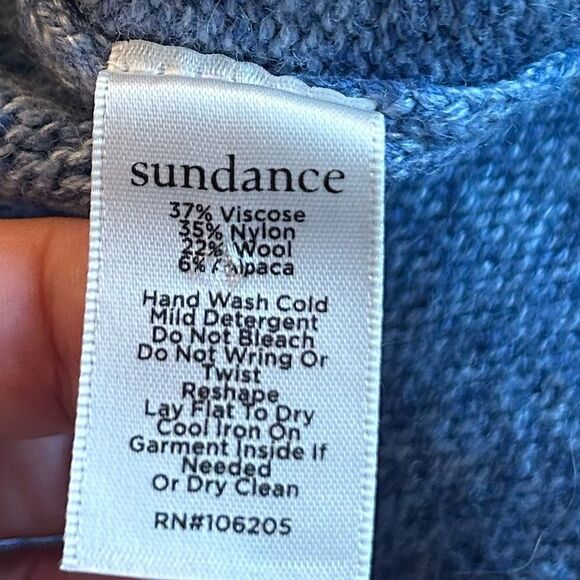 sundance
37% Viscose
35% Nylon
22% Wool
6% Alpaca
Hand Wash Cold
Mild Detergent
Do Not Bleach
Do Not Wring Or
Twist
Reshape
Lay Flat To Dry
Cool Iron On
Garment Inside If
Needed
Or Dry Clean
RN#106205